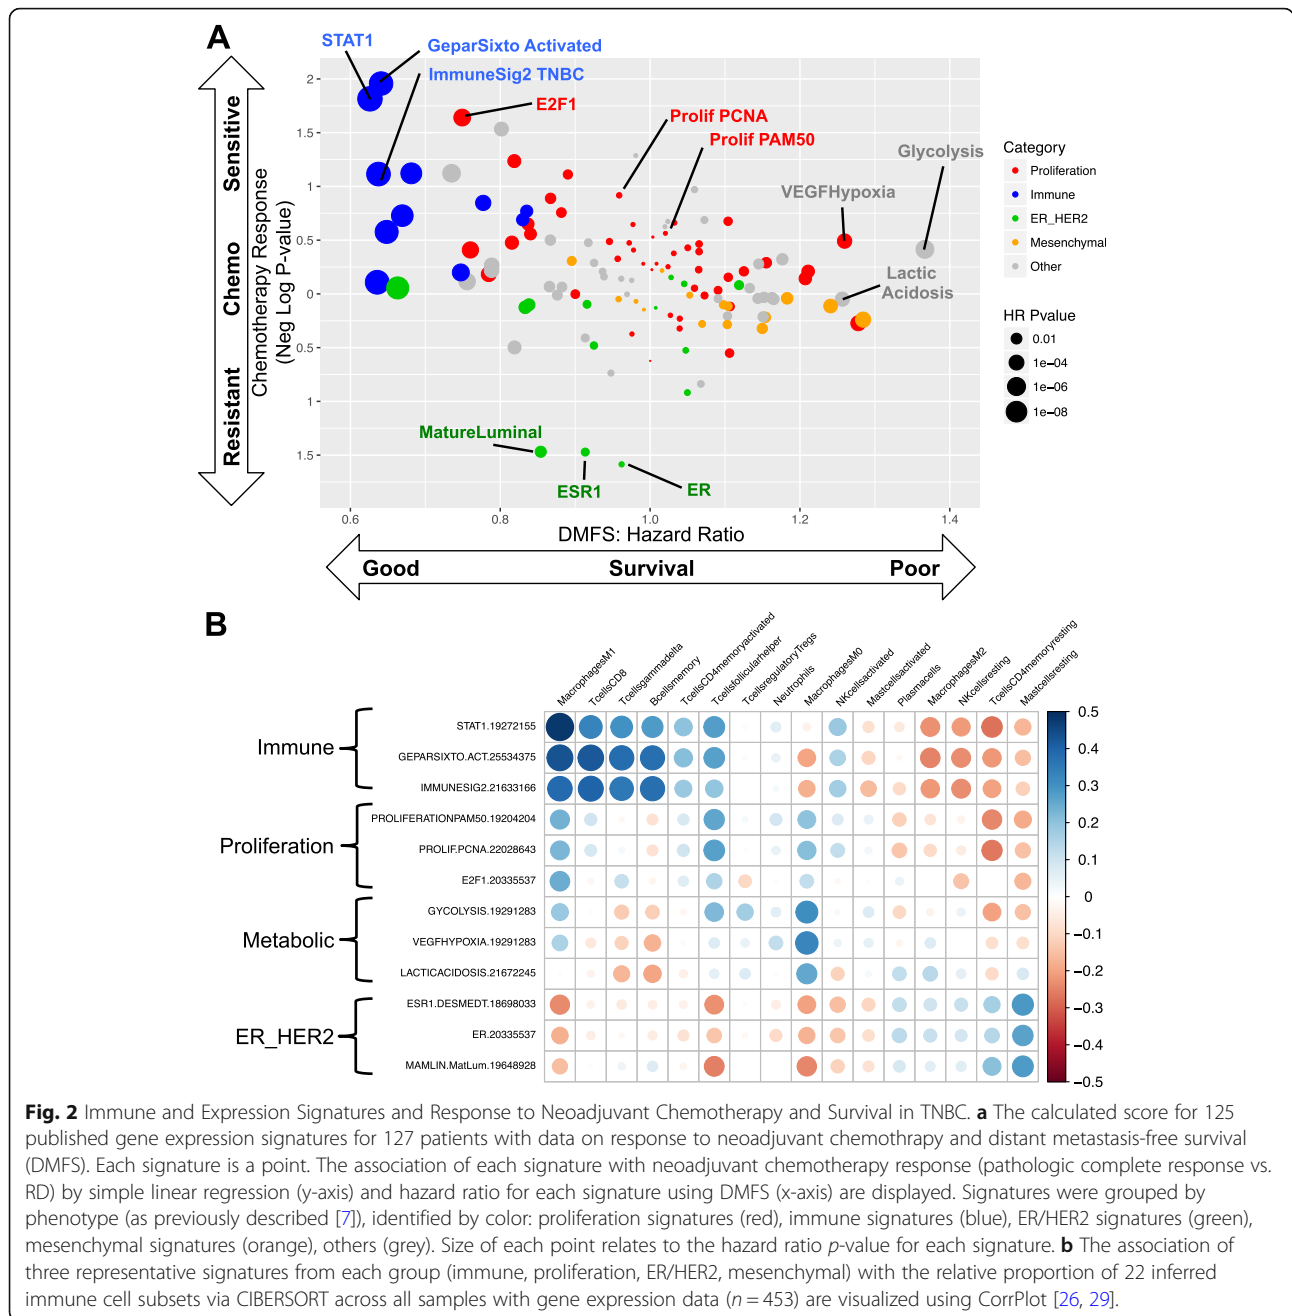 A
STAT1
GeparSixto Activated
ImmuneSig2 TNBC
E2F1
Prolif PCNA
Prolif PAM50
Glycolysis
VEGFHypoxia
Lactic
Acidosis
MatureLuminal
ESR1
ER
Sensitive
Chemo
Resistant
Chemotherapy Response
(Neg Log P-value)
2
1.5
1
0.5
0
0.5
1
1.5
0.6
0.8
1.0
1.2
1.4
DMFS: Hazard Ratio
Good
Survival
Poor
Category
Proliferation
Immune
ER_HER2
Mesenchymal
Other
HR Pvalue
0.01
1e−04
1e−06
1e−08
B
MacrophagesM1
TcellsCD8
Tcellsgammadelta
Bcellsmemory
TcellsCD4memoryactivated
Tcellsfollicularhelper
TcellsregulatoryTregs
Neutrophils
MacrophagesM0
NKcellsactivated
Mastcellsactivated
Plasmacells
MacrophagesM2
NKcellsresting
TcellsCD4memoryresting
Mastcellsresting
Immune
STAT1.19272155
GEPARSIXTO.ACT.25534375
IMMUNESIG2.21633166
Proliferation
PROLIFERATIONPAM50.19204204
PROLIF.PCNA.22028643
E2F1.20335537
Metabolic
GYCOLYSIS.19291283
VEGFHYPOXIA.19291283
LACTICACIDOSIS.21672245
ER_HER2
ESR1.DESMEDT.18698033
ER.20335537
MAMLIN.MatLum.19648928
0.5
0.4
0.3
0.2
0.1
0
−0.1
−0.2
−0.3
−0.4
−0.5
Fig. 2 Immune and Expression Signatures and Response to Neoadjuvant Chemotherapy and Survival in TNBC. a The calculated score for 125
published gene expression signatures for 127 patients with data on response to neoadjuvant chemothrapy and distant metastasis-free survival
(DMFS). Each signature is a point. The association of each signature with neoadjuvant chemotherapy response (pathologic complete response vs.
RD) by simple linear regression (y-axis) and hazard ratio for each signature using DMFS (x-axis) are displayed. Signatures were grouped by
phenotype (as previously described [7]), identified by color: proliferation signatures (red), immune signatures (blue), ER/HER2 signatures (green),
mesenchymal signatures (orange), others (grey). Size of each point relates to the hazard ratio p-value for each signature. b The association of
three representative signatures from each group (immune, proliferation, ER/HER2, mesenchymal) with the relative proportion of 22 inferred
immune cell subsets via CIBERSORT across all samples with gene expression data (n = 453) are visualized using CorrPlot [26, 29].